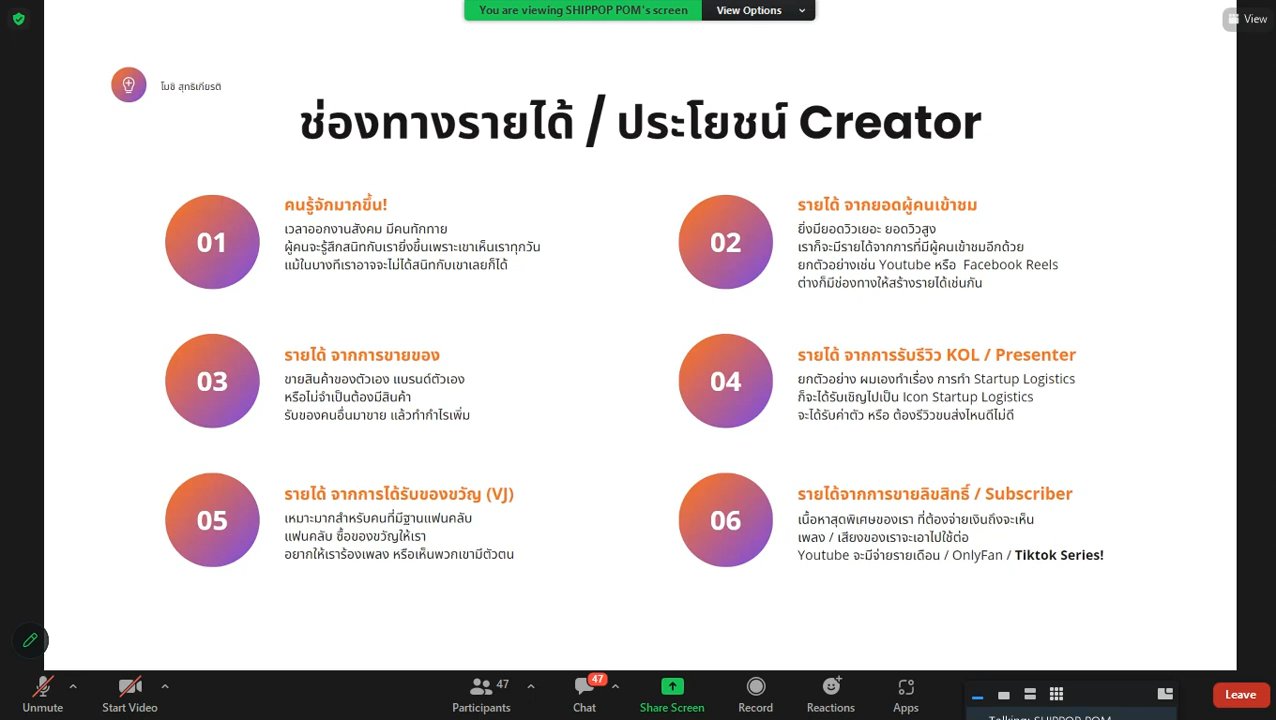 You are viewing SHIPPOP POM's screen
View Options
View
โมชิ สุทธิเกียรติ
ช่องทางรายได้ / ประโยชน์ Creator
01
คนรู้จักมากขึ้น!
เวลาออกงานสังคม มีคนทักทาย
ผู้คนจะรู้สึกสนิทกับเรายิ่งขึ้นเพราะเขาเห็นเราทุกวัน
แม้ในบางทีเราอาจจะไม่ได้สนิทกับเขาเลยก็ได้
02
รายได้ จากยอดผู้คนเข้าชม
ยิ่งมียอดวิวเยอะ ยอดวิวสูง
เราก็จะมีรายได้จากการที่มีผู้คนเข้าชมอีกด้วย
ยกตัวอย่างเช่น Youtube หรือ Facebook Reels
ต่างก็มีช่องทางให้สร้างรายได้เช่นกัน
03
รายได้ จากการขายของ
ขายสินค้าของตัวเอง แบรนด์ตัวเอง
หรือไม่จำเป็นต้องมีสินค้า
รับของคนอื่นมาขาย แล้วทำกำไรเพิ่ม
04
รายได้ จากการรับรีวิว KOL / Presenter
ยกตัวอย่าง ผมเองทำเรื่อง การทำ Startup Logistics
ก็จะได้รับเชิญไปเป็น Icon Startup Logistics
จะได้รับค่าตัว หรือ ต้องรีวิวขนส่งไหนดีไม่ดี
05
รายได้ จากการได้รับของขวัญ (VJ)
เหมาะมากสำหรับคนที่มีฐานแฟนคลับ
แฟนคลับ ซื้อของขวัญให้เรา
อยากให้เราร้องเพลง หรือเห็นพวกเขามีตัวตน
06
รายได้จากการขายลิขสิทธิ์ / Subscriber
เนื้อหาสุดพิเศษของเรา ที่ต้องจ่ายเงินถึงจะเห็น
เพลง / เสียงของเราจะเอาไปใช้ต่อ
Youtube จะมีจ่ายรายเดือน / OnlyFan / Tiktok Series!
Unmute
Start Video
47
Participants
47
Chat
Share Screen
Record
Reactions
Apps
Talking: SHIPPOP POM
Leave